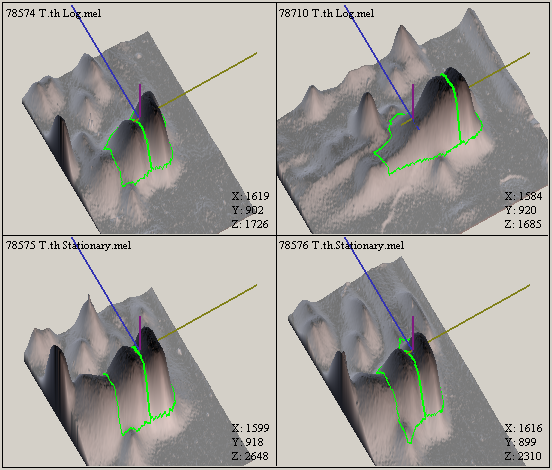 78574 T.th Log.mel
X: 1619
Y: 902
Z: 1726
78710 T.th Log.mel
X: 1584
Y: 920
Z: 1685
78575 T.th Stationary.mel
X: 1599
Y: 918
Z: 2648
78576 T.th Stationary.mel
X: 1616
Y: 899
Z: 2310